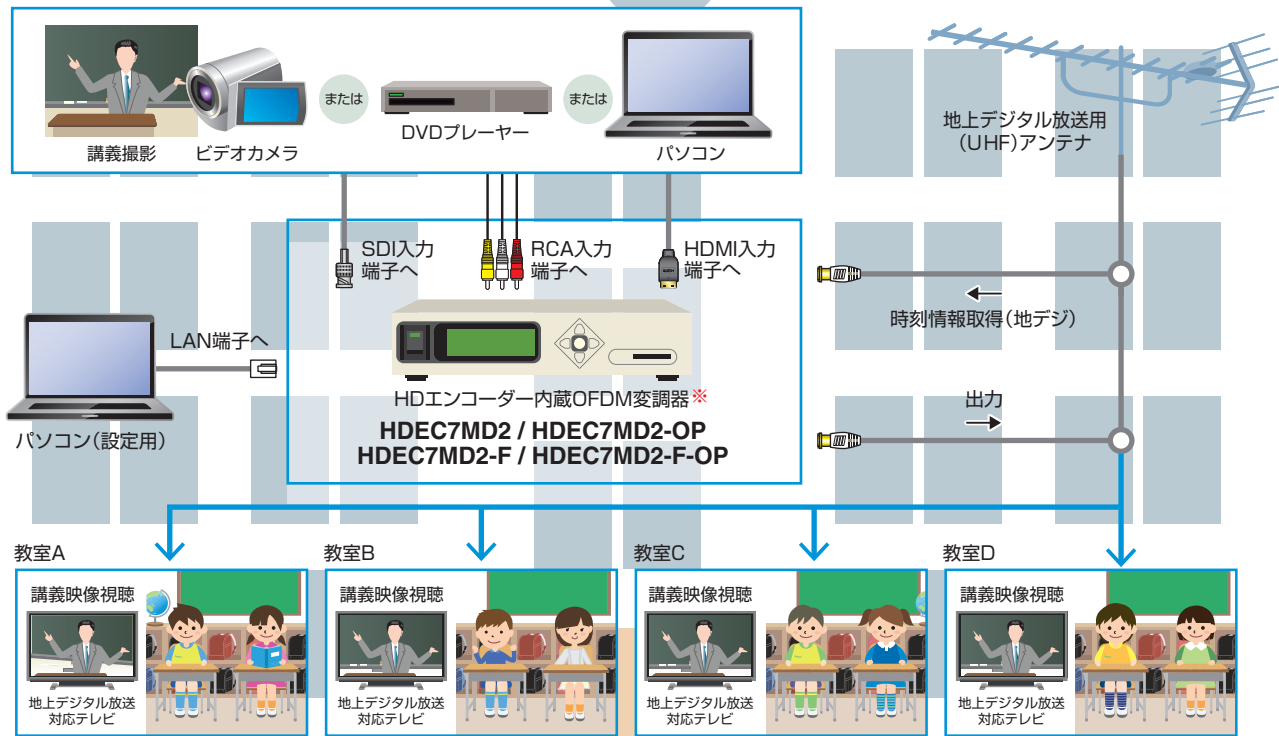 講義撮影
ビデオカメラ
または
DVDプレーヤー
または
パソコン
地上デジタル放送用
(UHF)アンテナ
SDI入力
端子へ
RCA入力
端子へ
HDMI入力
端子へ
時刻情報取得(地デジ)
LAN端子へ
パソコン(設定用)
HDエンコーダー内蔵OFDM変調器※
HDEC7MD2 / HDEC7MD2-OP
HDEC7MD2-F / HDEC7MD2-F-OP
出力
教室A
講義映像視聴
地上デジタル放送
対応テレビ
教室B
講義映像視聴
地上デジタル放送
対応テレビ
教室C
講義映像視聴
地上デジタル放送
対応テレビ
教室D
講義映像視聴
地上デジタル放送
対応テレビ